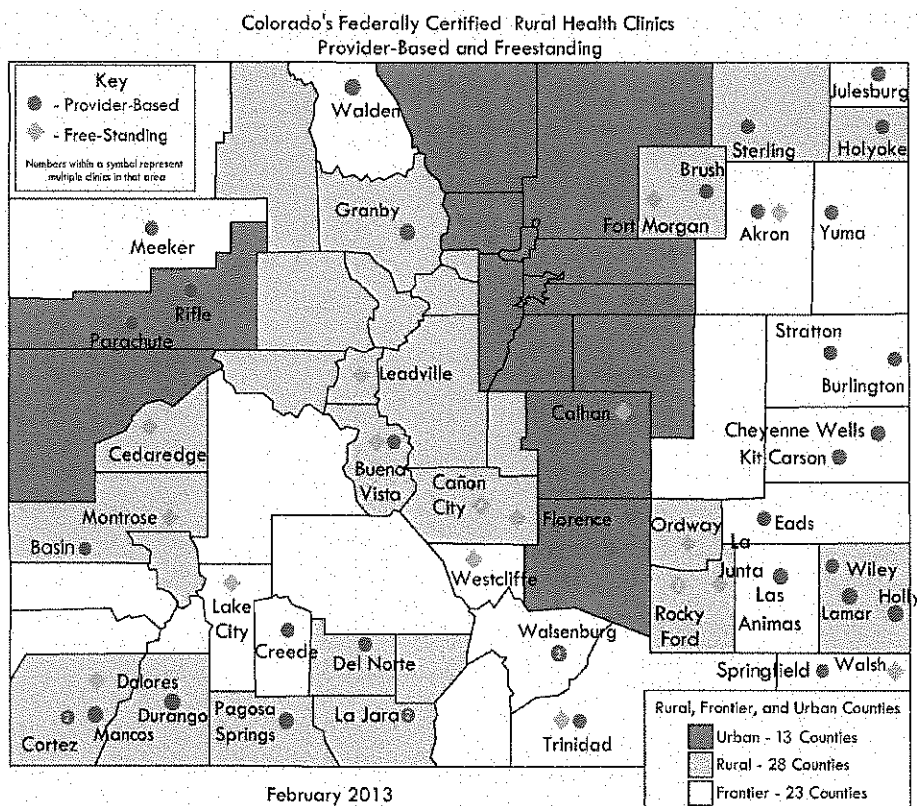 Colorado's Federally Certified Rural Health Clinics
Provider-Based and Freestanding
Key
- Provider-Based
- Free-Standing
Numbers within a symbol represent
multiple clinics in that area
Walden
Julesburg
Sterling
Holyoke
Brush
Fort Morgan
Granby
Akron
Yuma
Meeker
Rifle
Parachute
Stratton
Burlington
Leadville
Calhan
Cheyenne Wells
Kit Carson
Cedaredge
Buena
Vista
Cañon
City
Florence
Montrose
Ordway
Eads
Basin
La
Junta
Westcliffe
Wiley
Lake
City
Rocky
Ford
Las
Animas
Lamar
Holly
Creede
Del Norte
Walsenburg
2
Springfield
Walsh
Dolores
2
Cortez
Mancos
Durango
Pagosa
Springs
La Jara
2
Trinidad
Rural, Frontier, and Urban Counties
Urban - 13 Counties
Rural - 28 Counties
Frontier - 23 Counties
February 2013